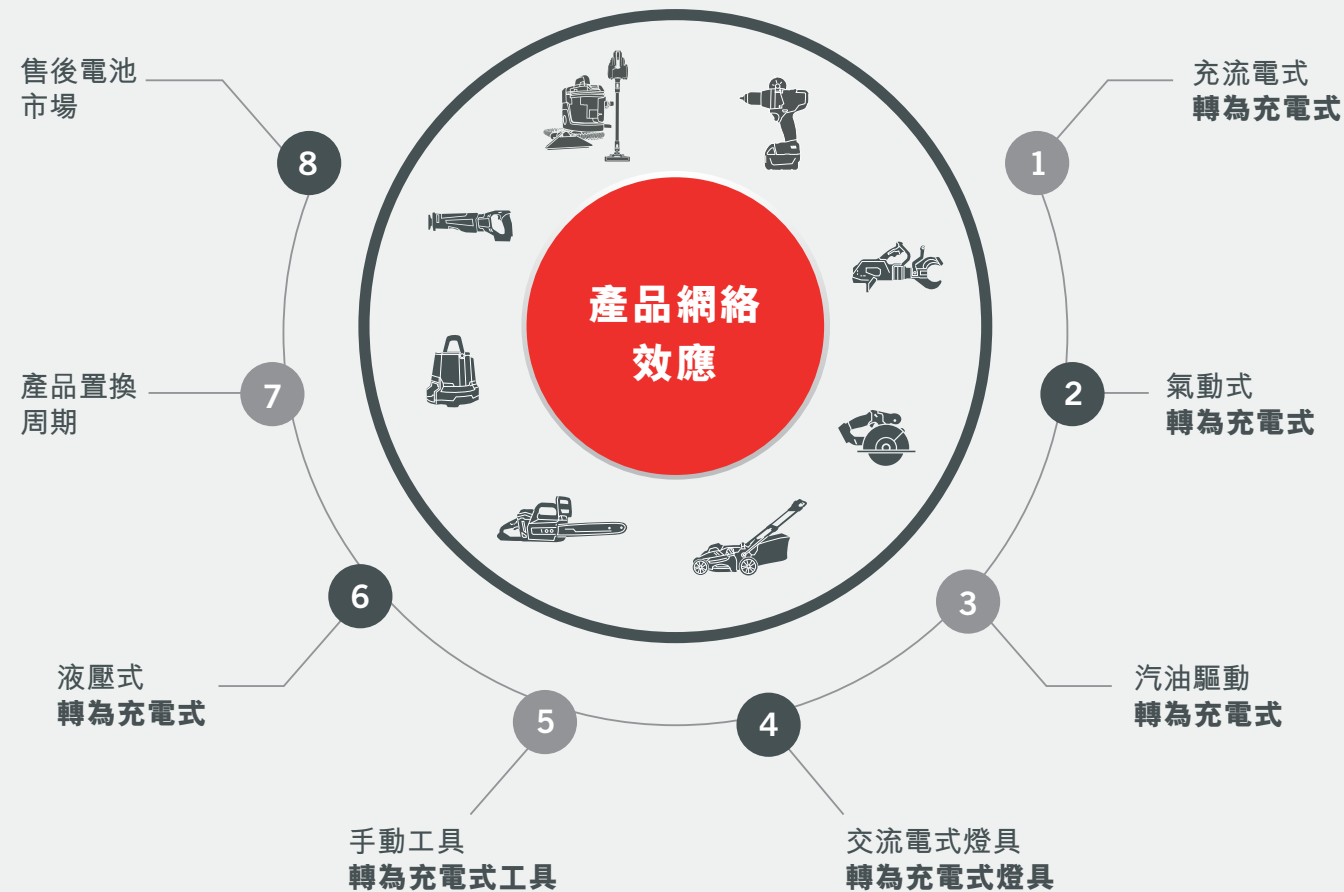 產品網絡
效應
1
充流電式
轉為充電式
2
氣動式
轉為充電式
3
汽油驅動
轉為充電式
4
交流電式燈具
轉為充電式燈具
5
手動工具
轉為充電式工具
6
液壓式
轉為充電式
7
產品置換
周期
8
售後電池
市場